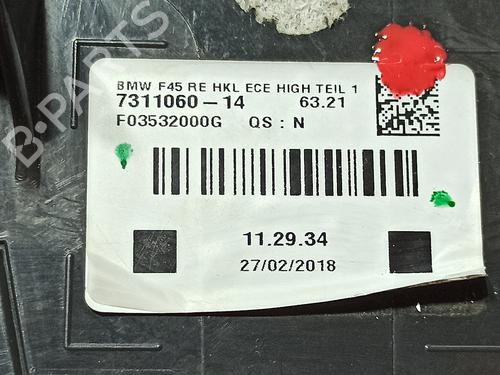 BMW F45 RE HKL ECE HIGH TEIL 1
7311060-14 63.21
F03532000G QS : N
11.29.34
27/02/2018
B-PARTS